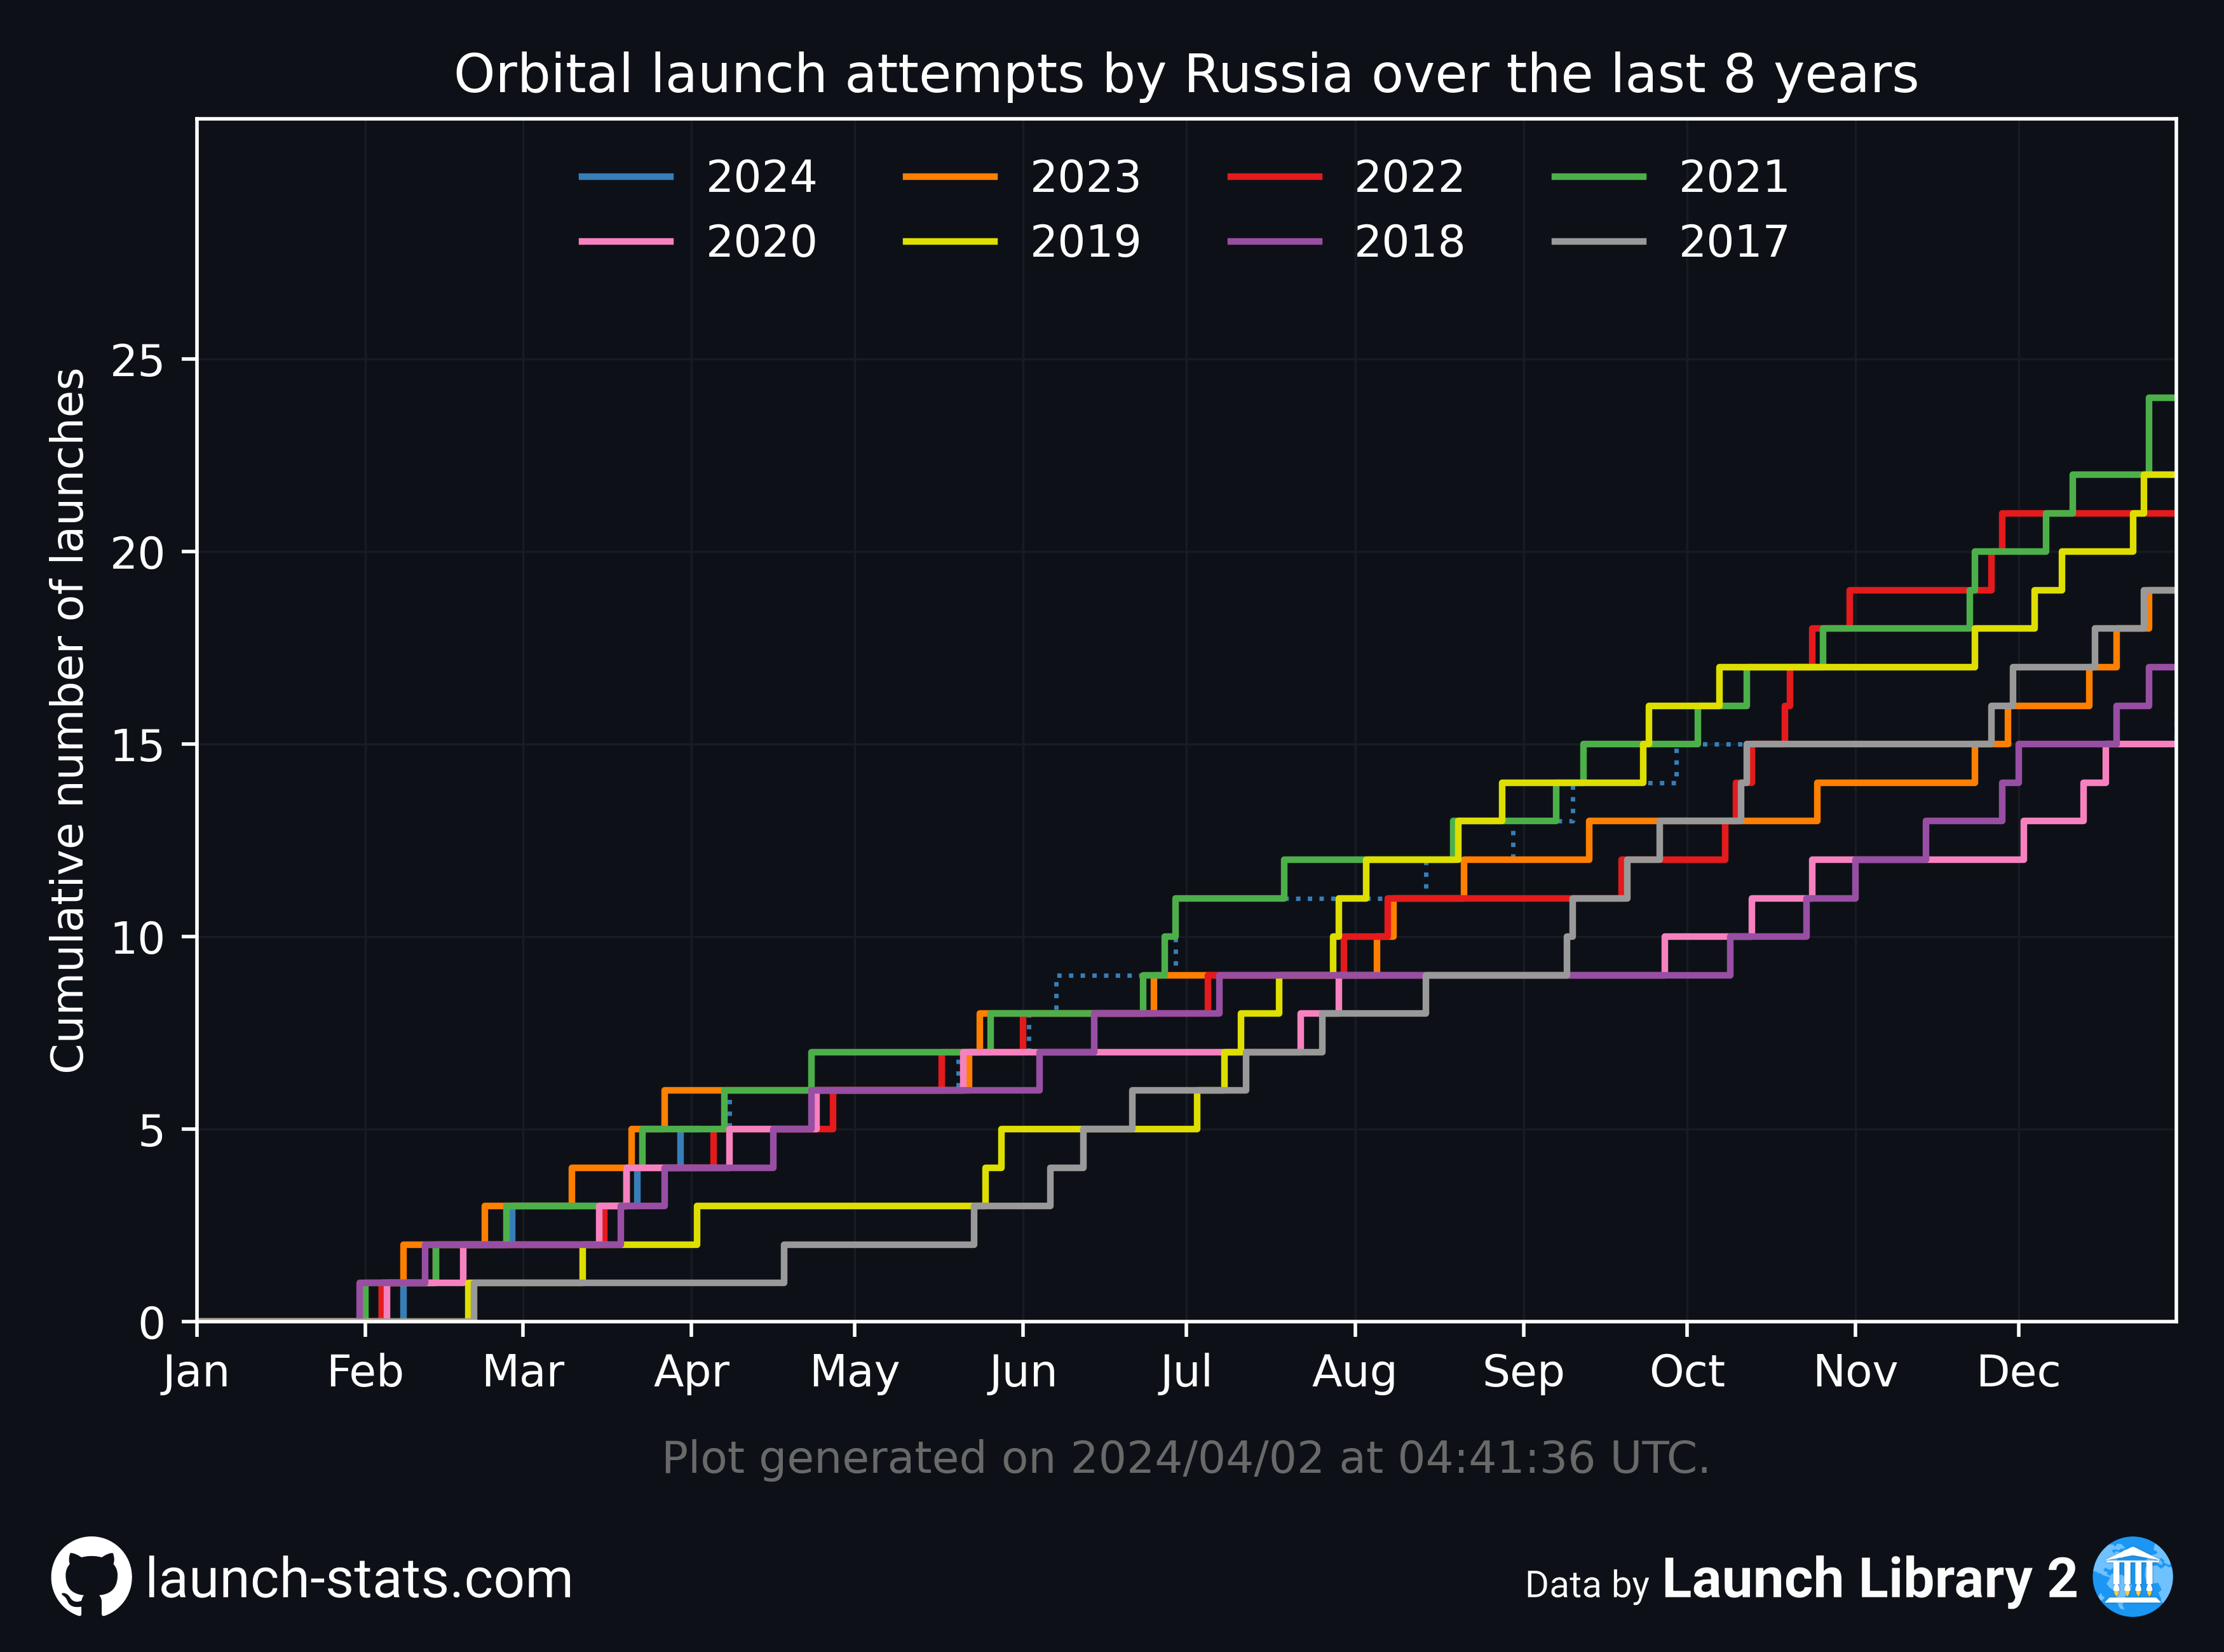 Orbital launch attempts by Russia over the last 8 years
2024 2023 2022 2021
2020 2019 2018 2017
Cumulative number of launches
25
20
15
10
5
0
Jan Feb Mar Apr May Jun Jul Aug Sep Oct Nov Dec
Plot generated on 2024/04/02 at 04:41:36 UTC.
launch-stats.com
Data by Launch Library 2